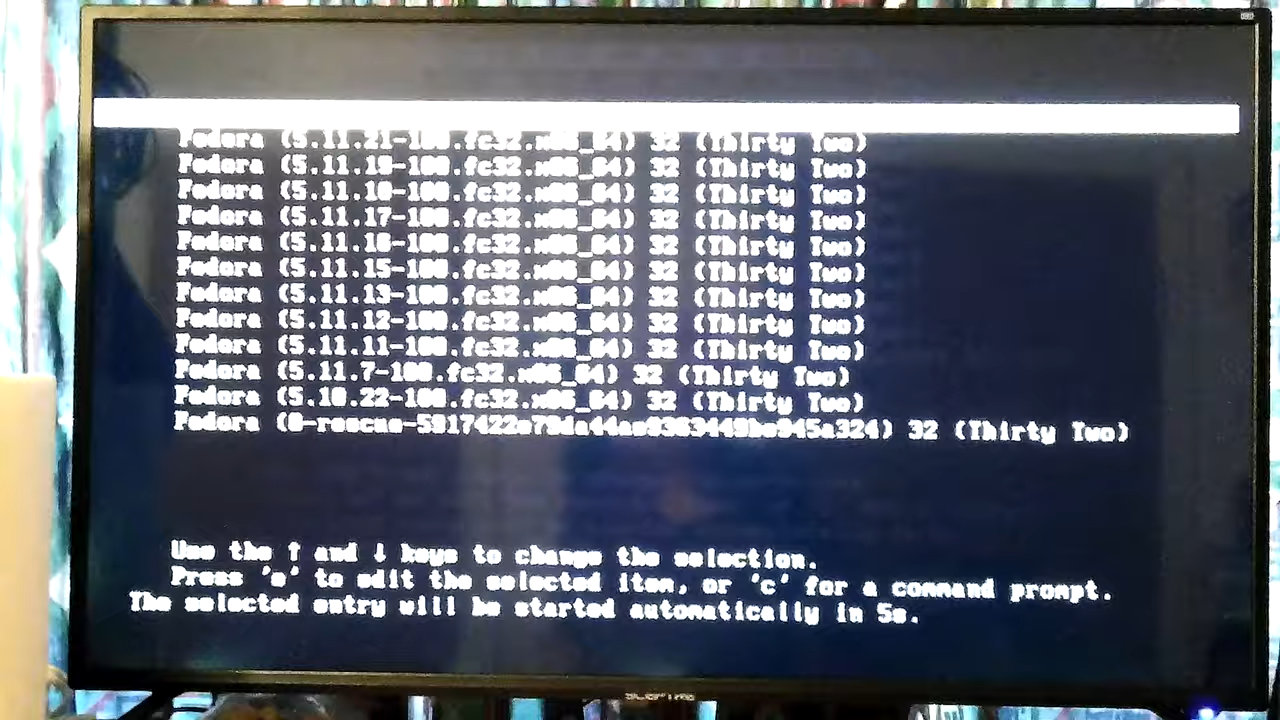 Fedora (5.11.21-100.fc32.x86_64) 32 (Thirty Two)
Fedora (5.11.19-100.fc32.x86_64) 32 (Thirty Two)
Fedora (5.11.18-100.fc32.x86_64) 32 (Thirty Two)
Fedora (5.11.17-100.fc32.x86_64) 32 (Thirty Two)
Fedora (5.11.16-100.fc32.x86_64) 32 (Thirty Two)
Fedora (5.11.15-100.fc32.x86_64) 32 (Thirty Two)
Fedora (5.11.13-100.fc32.x86_64) 32 (Thirty Two)
Fedora (5.11.12-100.fc32.x86_64) 32 (Thirty Two)
Fedora (5.11.11-100.fc32.x86_64) 32 (Thirty Two)
Fedora (5.11.7-100.fc32.x86_64) 32 (Thirty Two)
Fedora (5.10.22-100.fc32.x86_64) 32 (Thirty Two)
Fedora 32 (Thirty Two)
Use the ↑ and ↓ keys to change the selection.
Press 'e' to edit the selected item, or 'c' for a command prompt.
The selected entry will be started automatically in 5s.
SCEPTRE